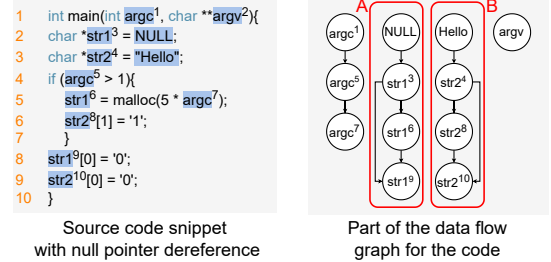 1 int main(int argc1, char **argv2){
2 char *str13 = NULL;
3 char *str24 = "Hello";
4 if (argc5 > 1){
5 str16 = malloc(5 * argc7);
6 str28[1] = '1';
7 }
8 str19[0] = '0';
9 str210[0] = '0';
10 }
Source code snippet
with null pointer dereference
A
B
argc1
NULL
Hello
argv
argc5
str13
str24
argc7
str16
str28
str19
str210
Part of the data flow
graph for the code